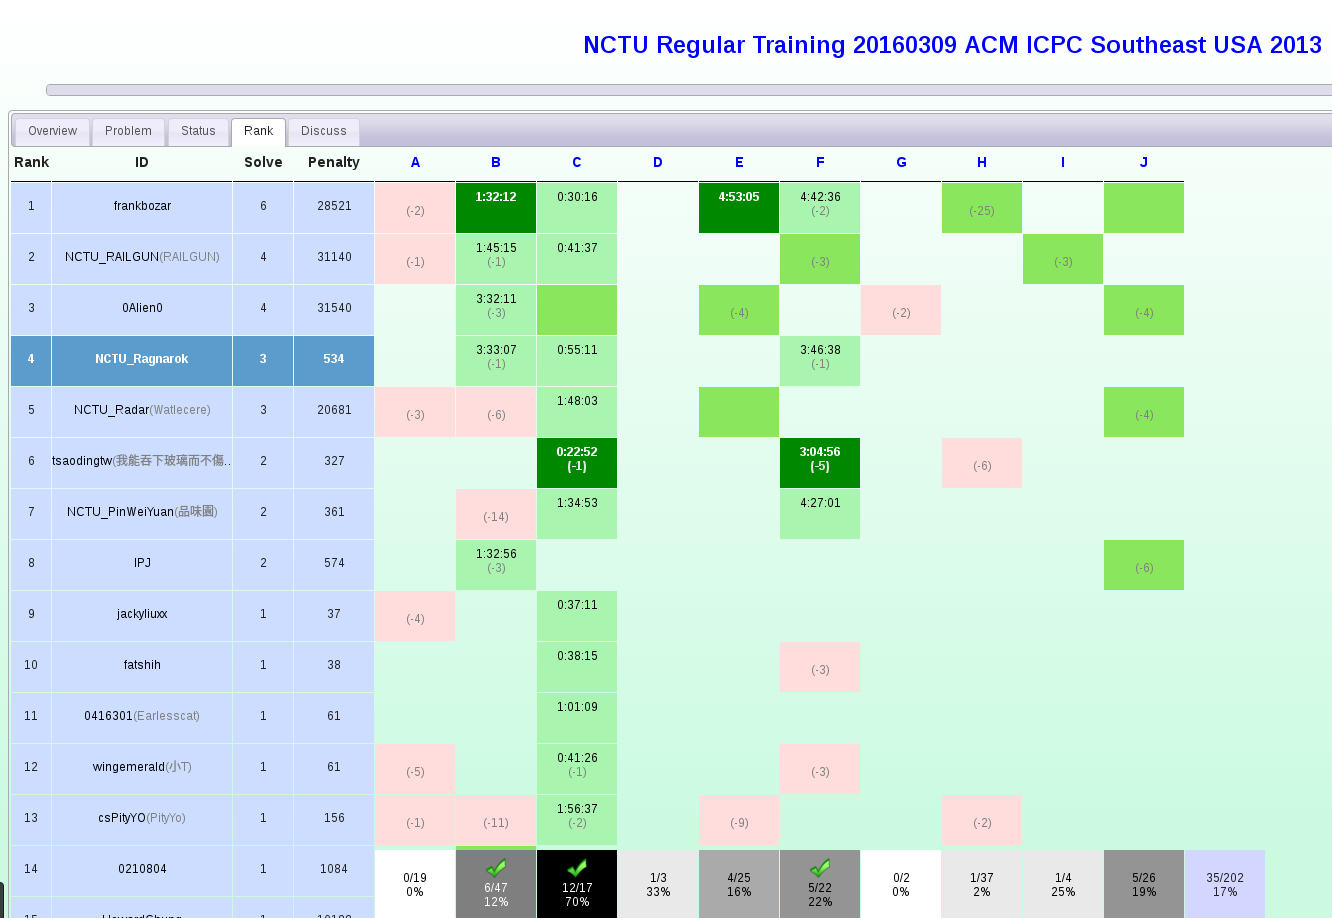 NCTU Regular Training 20160309 ACM ICPC Southeast USA 2013
Overview Problem Status Rank Discuss
Rank ID Solve Penalty A B C D E F G H I J
1 frankbozar 6 28521 (-2) 1:32:12 0:30:16 4:53:05 4:42:36 (-2) (-25)
2 NCTU_RAILGUN(RAILGUN) 4 31140 (-1) 1:45:15 (-1) 0:41:37 (-3) (-3)
3 0Alien0 4 31540 3:32:11 (-3) (-4) (-2) (-4)
4 NCTU_Ragnarok 3 534 3:33:07 (-1) 0:55:11 3:46:38 (-1)
5 NCTU_Radar(Watlecere) 3 20681 (-3) (-6) 1:48:03 (-4)
6 tsaodingtw(我能吞下玻璃而不傷... 2 327 0:22:52 (-1) 3:04:56 (-5) (-6)
7 NCTU_PinWeiYuan(品味園) 2 361 (-14) 1:34:53 4:27:01
8 IPJ 2 574 1:32:56 (-3) (-6)
9 jackyliuxx 1 37 (-4) 0:37:11
10 fatshih 1 38 0:38:15 (-3)
11 0416301(Earlesscat) 1 61 1:01:09
12 wingemerald(小T) 1 61 (-5) 0:41:26 (-1) (-3)
13 csPityYO(PityYo) 1 156 (-1) (-11) 1:56:37 (-2) (-9) (-2)
14 0210804 1 1084
0/19 6/47 12/17 1/3 4/25 5/22 0/2 1/37 1/4 5/26 35/202
0% 12% 70% 33% 16% 22% 0% 2% 25% 19% 17%